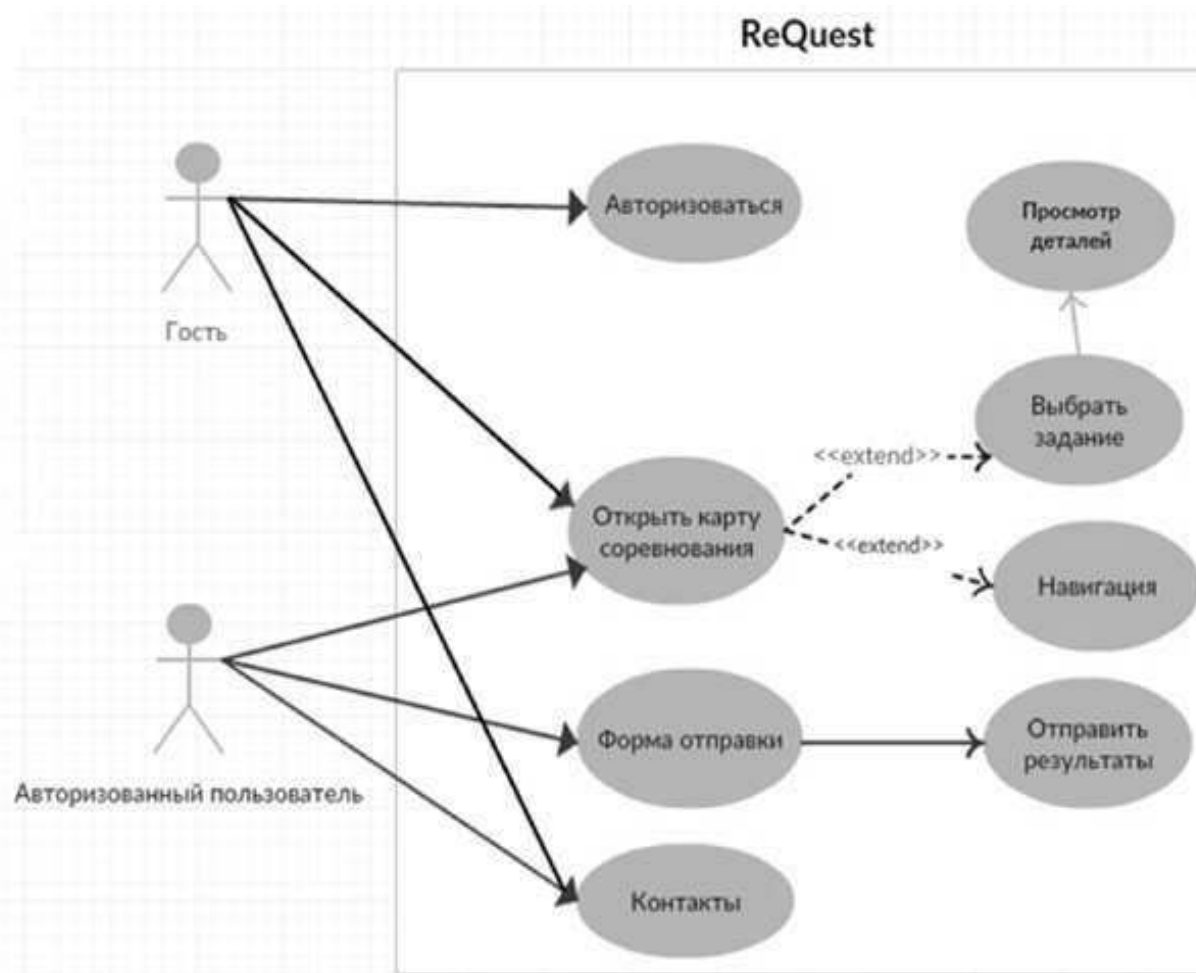 ReQuest
Авторизоваться
Просмотр
деталей
Гость
Выбрать
задание
<<extend>>
Открыть карту
соревнования
<<extend>>
Навигация
Форма отправки
Отправить
результаты
Авторизованный пользователь
Контакты